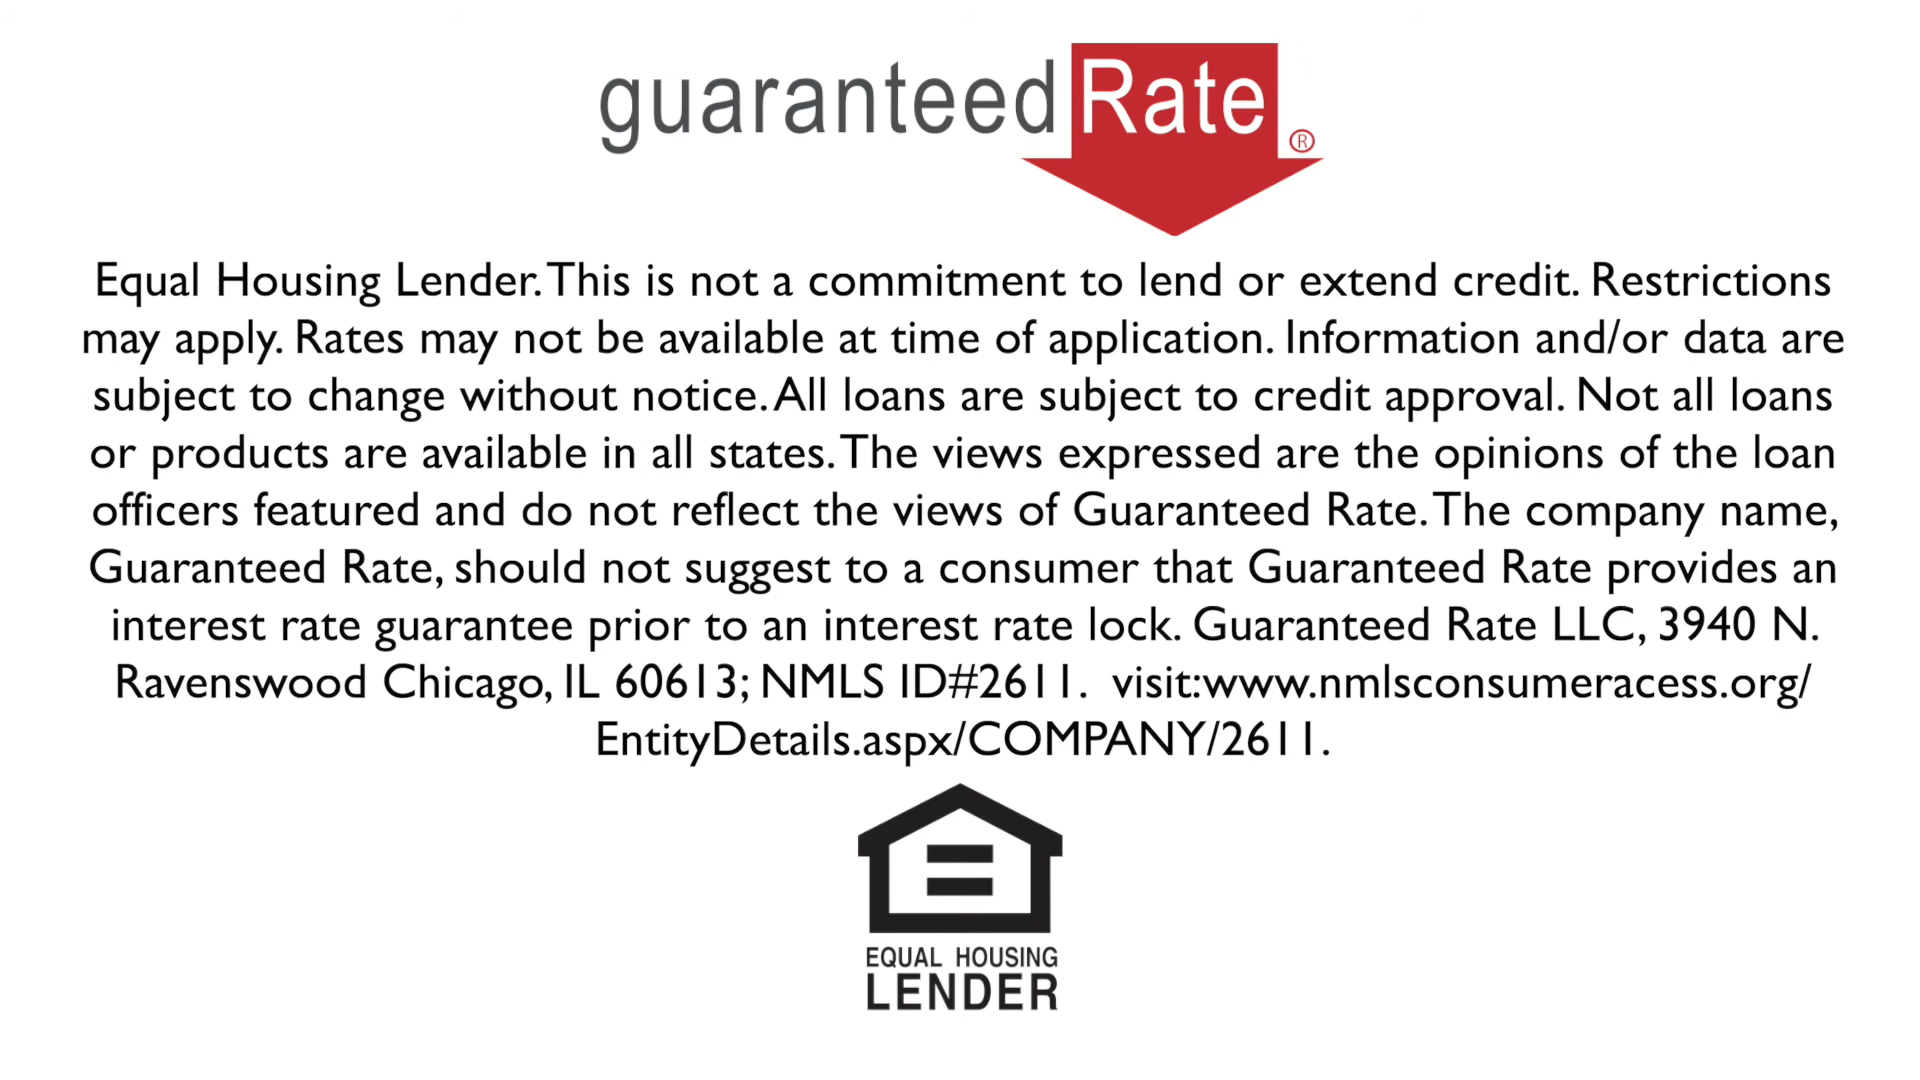 guaranteed Rate ®
Equal Housing Lender. This is not a commitment to lend or extend credit. Restrictions
may apply. Rates may not be available at time of application. Information and/or data are
subject to change without notice. All loans are subject to credit approval. Not all loans
or products are available in all states. The views expressed are the opinions of the loan
officers featured and do not reflect the views of Guaranteed Rate. The company name,
Guaranteed Rate, should not suggest to a consumer that Guaranteed Rate provides an
interest rate guarantee prior to an interest rate lock. Guaranteed Rate LLC, 3940 N.
Ravenswood Chicago, IL 60613; NMLS ID#2611.  visit:www.nmlsconsumeracess.org/
EntityDetails.aspx/COMPANY/2611.
EQUAL HOUSING
LENDER